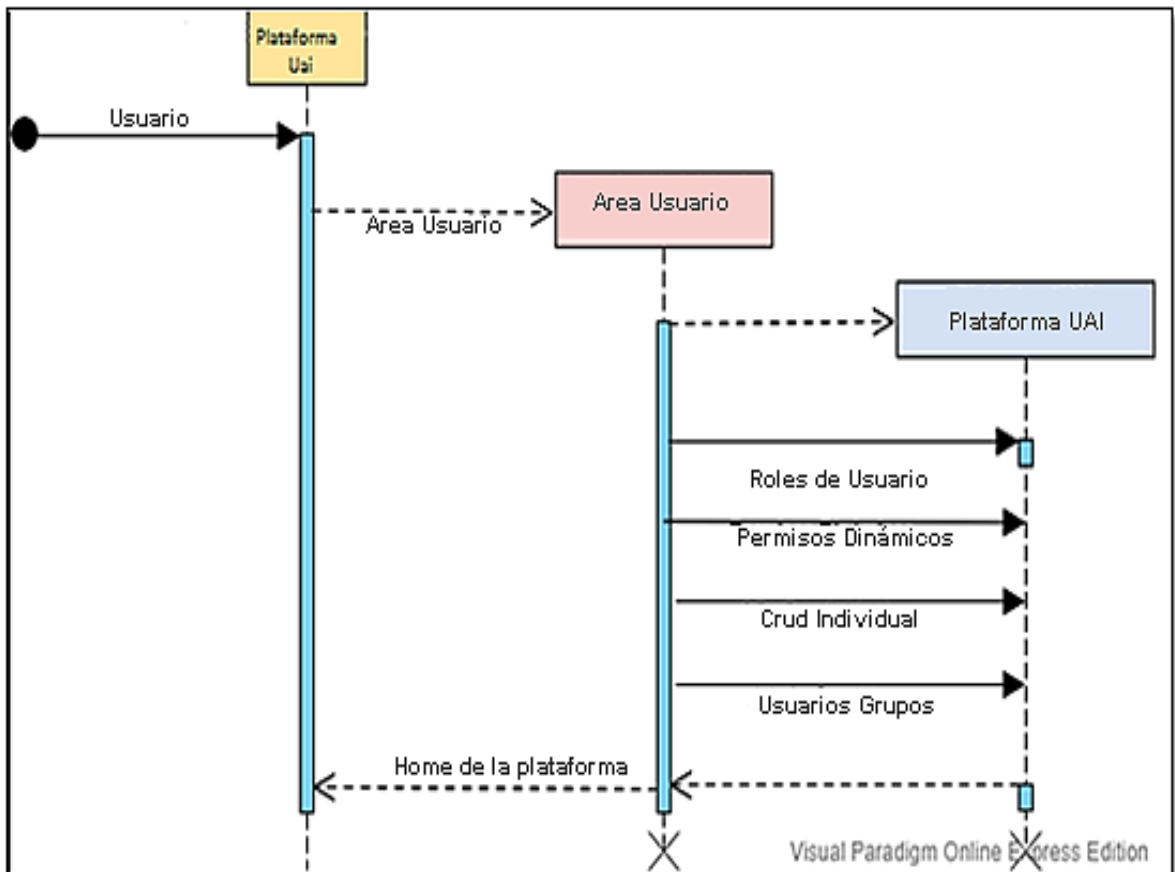 Plataforma
Uai
Usuario
Area Usuario
Area Usuario
Plataforma UAI
Roles de Usuario
Permisos Dinámicos
Crud Individual
Usuarios Grupos
Home de la plataforma
Visual Paradigm Online Express Edition